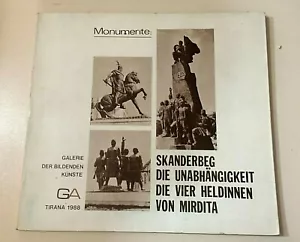 Monumente:
GALERIE
DER BILDENDEN
KÜNSTE
GA
TIRANA 1988
SKANDERBEG
DIE UNABHÄNGIGKEIT
DIE VIER HELDINNEN
VON MIRDITA